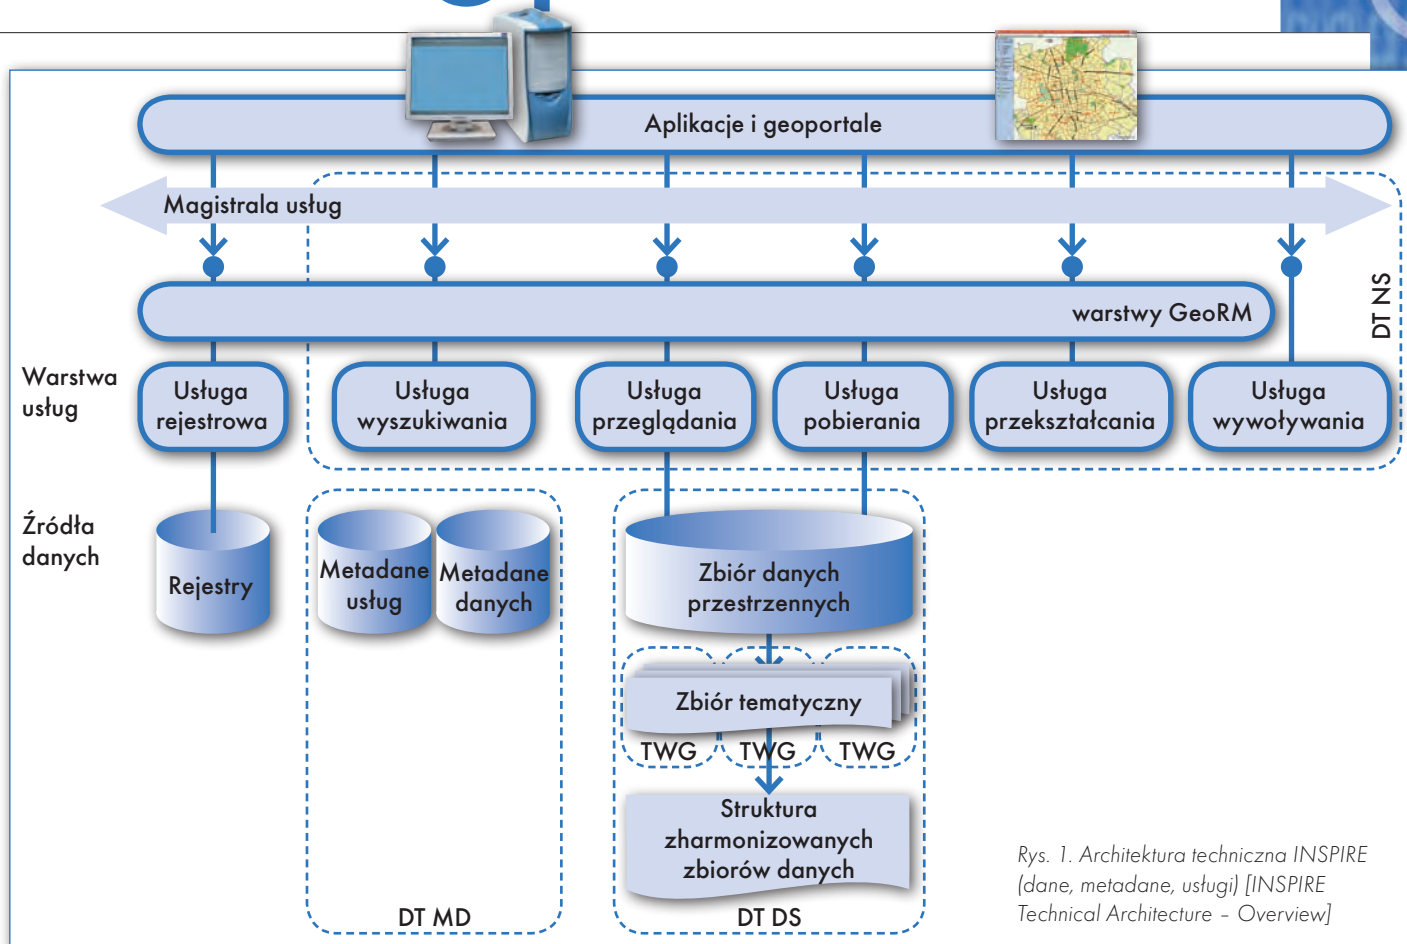 Aplikacje i geoportale
Magistrala usług
DT NS
warstwy GeoRM
Warstwa
usług
Usługa
rejestrowa
Usługa
wyszukiwania
Usługa
przeglądania
Usługa
pobierania
Usługa
przekształcania
Usługa
wywoływania
Źródła
danych
Rejestry
Metadane
usług
Metadane
danych
Zbiór danych
przestrzennych
Zbiór tematyczny
TWG
TWG
TWG
Struktura
zharmonizowanych
zbiorów danych
DT MD
DT DS
Rys. 1. Architektura techniczna INSPIRE
(dane, metadane, usługi) [INSPIRE
Technical Architecture – Overview]